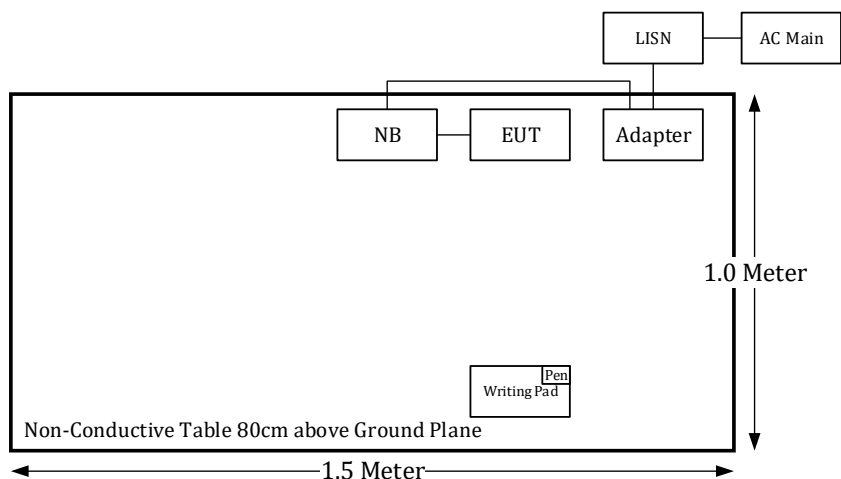 LISN
AC Main
NB
EUT
Adapter
1.0 Meter
Pen
Writing Pad
Non-Conductive Table 80cm above Ground Plane
1.5 Meter